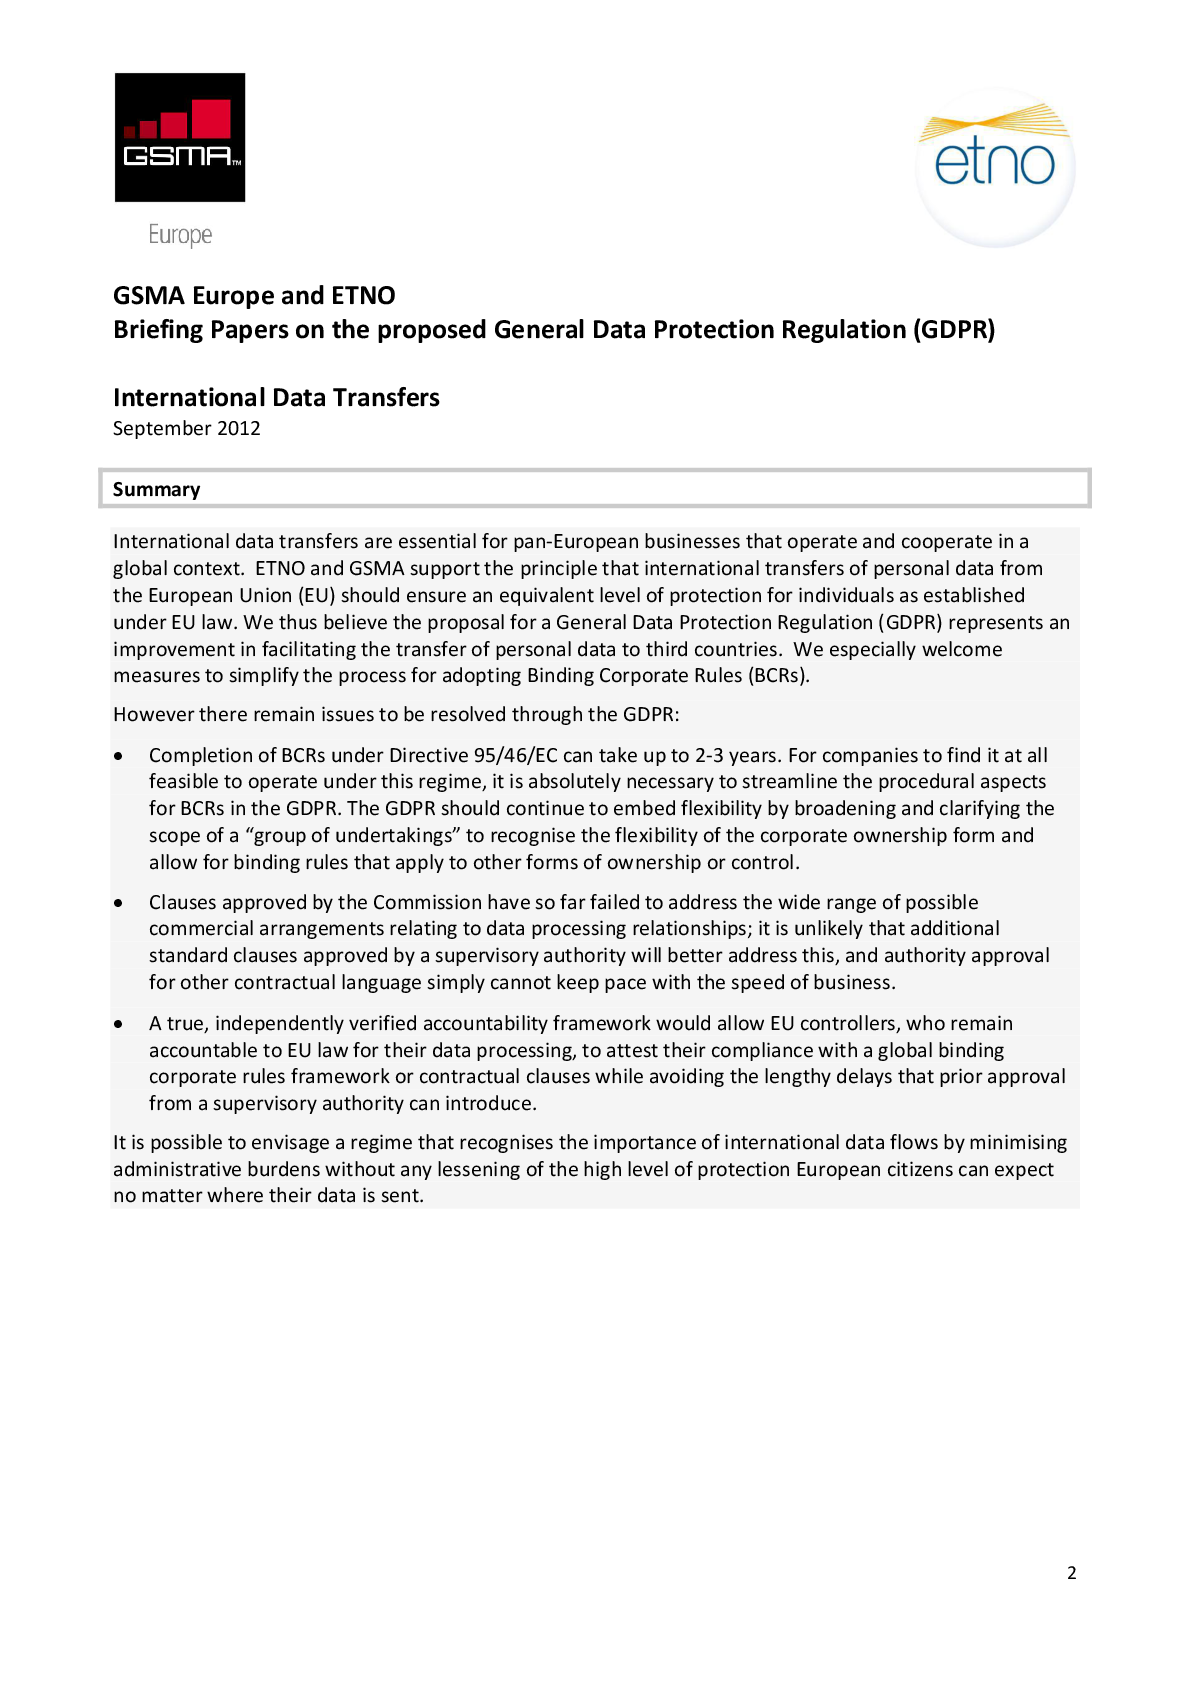 GSMA™
Europe
etno
GSMA Europe and ETNO
Briefing Papers on the proposed General Data Protection Regulation (GDPR)
International Data Transfers
September 2012
Summary
International data transfers are essential for pan-European businesses that operate and cooperate in a
global context.  ETNO and GSMA support the principle that international transfers of personal data from
the European Union (EU) should ensure an equivalent level of protection for individuals as established
under EU law. We thus believe the proposal for a General Data Protection Regulation (GDPR) represents an
improvement in facilitating the transfer of personal data to third countries.  We especially welcome
measures to simplify the process for adopting Binding Corporate Rules (BCRs).
However there remain issues to be resolved through the GDPR:
• Completion of BCRs under Directive 95/46/EC can take up to 2-3 years. For companies to find it at all
feasible to operate under this regime, it is absolutely necessary to streamline the procedural aspects
for BCRs in the GDPR. The GDPR should continue to embed flexibility by broadening and clarifying the
scope of a “group of undertakings” to recognise the flexibility of the corporate ownership form and
allow for binding rules that apply to other forms of ownership or control.
• Clauses approved by the Commission have so far failed to address the wide range of possible
commercial arrangements relating to data processing relationships; it is unlikely that additional
standard clauses approved by a supervisory authority will better address this, and authority approval
for other contractual language simply cannot keep pace with the speed of business.
• A true, independently verified accountability framework would allow EU controllers, who remain
accountable to EU law for their data processing, to attest their compliance with a global binding
corporate rules framework or contractual clauses while avoiding the lengthy delays that prior approval
from a supervisory authority can introduce.
It is possible to envisage a regime that recognises the importance of international data flows by minimising
administrative burdens without any lessening of the high level of protection European citizens can expect
no matter where their data is sent.
2